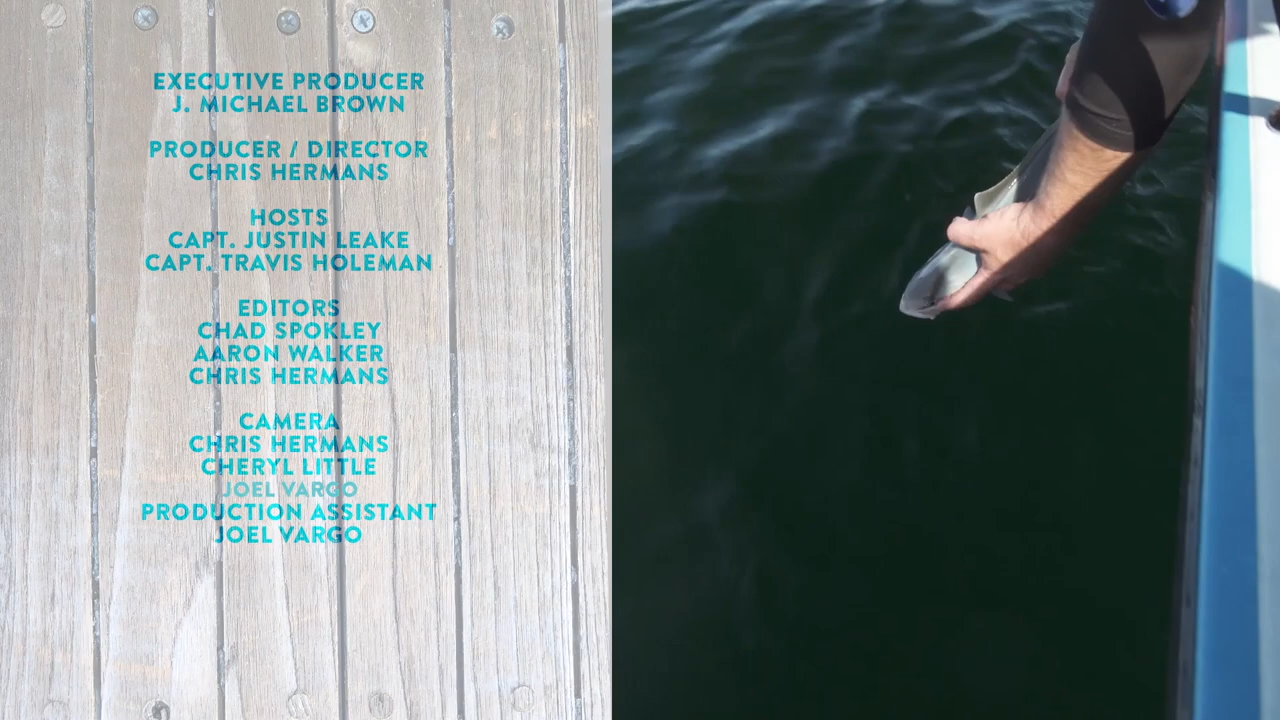 EXECUTIVE PRODUCER
J. MICHAEL BROWN
PRODUCER / DIRECTOR
CHRIS HERMANS
HOSTS
CAPT. JUSTIN LEAKE
CAPT. TRAVIS HOLEMAN
EDITORS
CHAD SPOKLEY
AARON WALKER
CHRIS HERMANS
CAMERA
CHRIS HERMANS
CHERYL LITTLE
JOEL VARGO
PRODUCTION ASSISTANT
JOEL VARGO